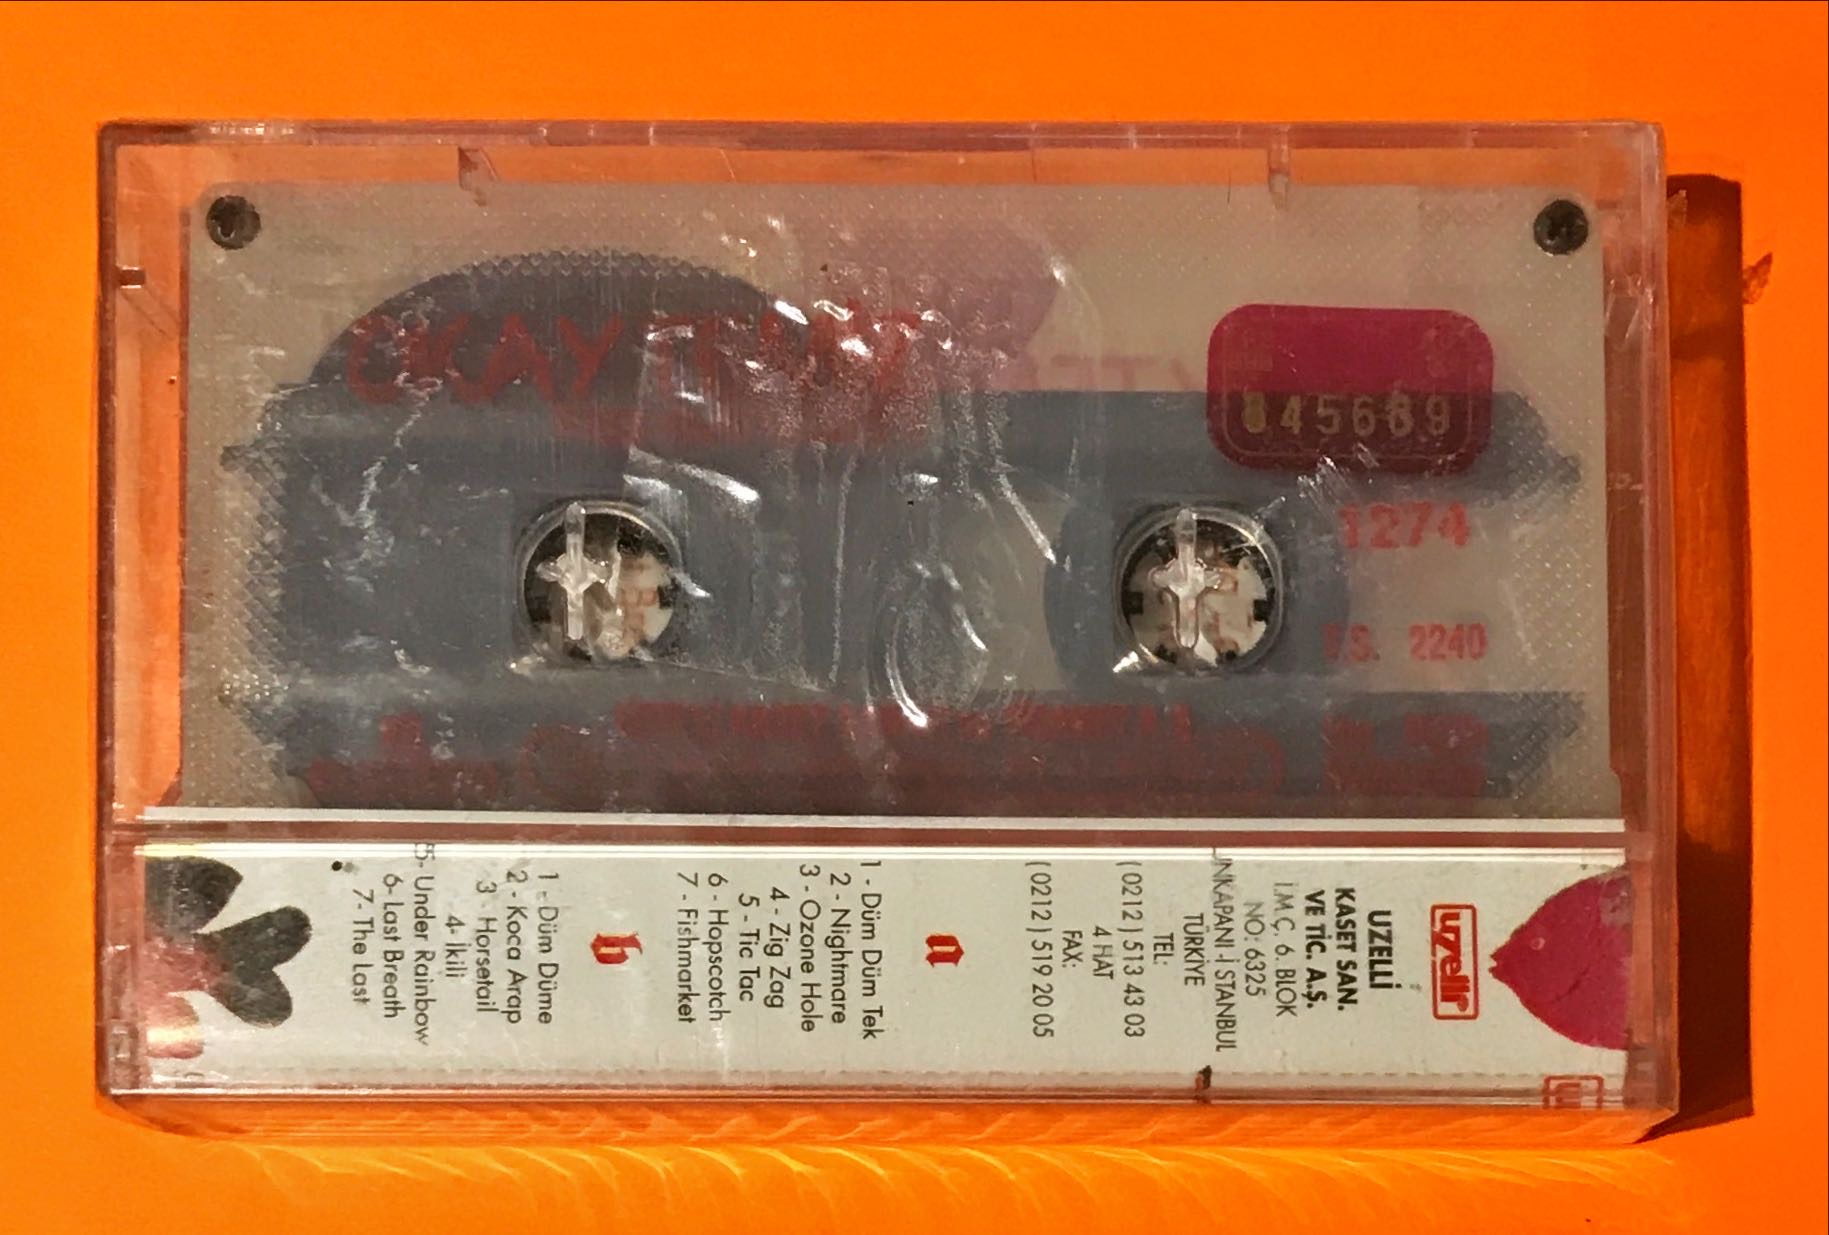 OKAY TEMİZ
845689
1274
F.S. 2240
uzelli
UZELLİ
KASET SAN.
VE TİC. A.Ş.
İ.M.Ç. 6. BLOK
NO: 6325
UNKAPANI-İSTANBUL
TÜRKİYE
TEL:
(0212) 513 43 03
4 HAT
FAX:
(0212) 519 20 05
a
1 - Düm Düm Tek
2 - Nightmare
3 - Ozone Hole
4 - Zig Zag
5 - Tic Tac
6 - Hopscotch
7 - Fishmarket
b
1 - Düm Düme
2 - Koca Arap
3 - Horsetail
4- İkili
5- Under Rainbow
6- Last Breath
7- The Last